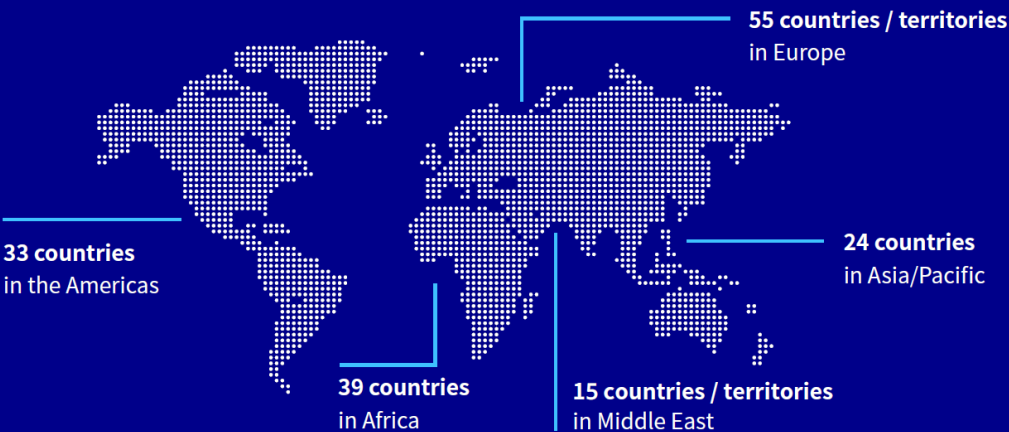 55 countries / territories
in Europe
33 countries
in the Americas
24 countries
in Asia/Pacific
39 countries
in Africa
15 countries / territories
in Middle East